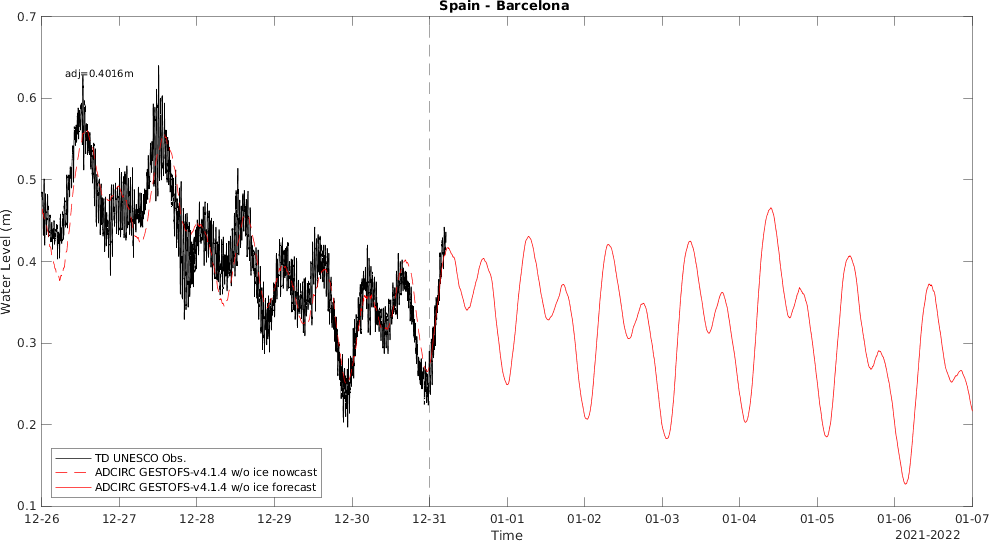 Spain - Barcelona
0.7
0.6
0.5
0.4
0.3
0.2
0.1
Water Level (m)
adj=0.4016m
TD UNESCO Obs.
ADCIRC GESTOFS-v4.1.4 w/o ice nowcast
ADCIRC GESTOFS-v4.1.4 w/o ice forecast
12-26 12-27 12-28 12-29 12-30 12-31 01-01 01-02 01-03 01-04 01-05 01-06 01-07
Time
2021-2022